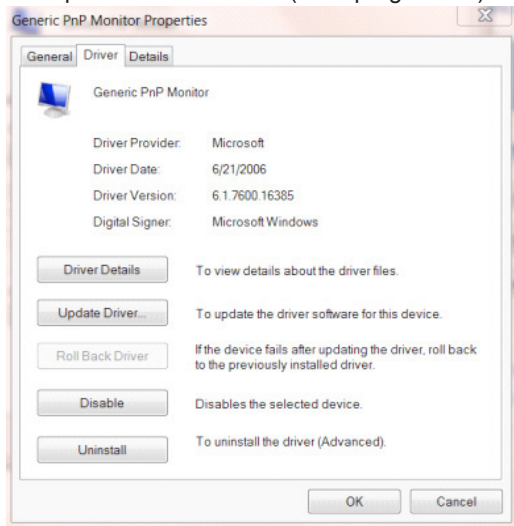 Generic PnP Monitor Properties
General Driver Details
Generic PnP Monitor
Driver Provider: Microsoft
Driver Date: 6/21/2006
Driver Version: 6.1.7600.16385
Digital Signer: Microsoft Windows
Driver Details To view details about the driver files.
Update Driver... To update the driver software for this device.
Roll Back Driver If the device fails after updating the driver, roll back
to the previously installed driver.
Disable Disables the selected device.
Uninstall To uninstall the driver (Advanced).
OK Cancel